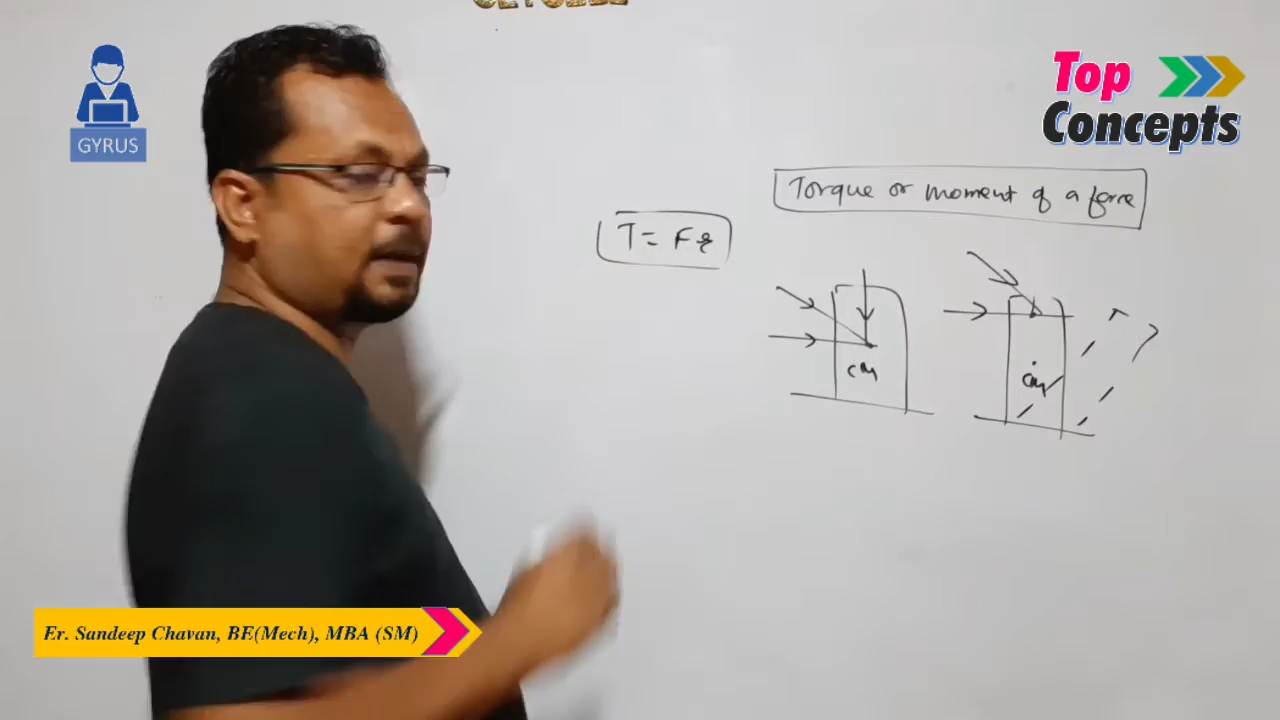 GYRUS
Top
Concepts
Torque or moment of a force
T = Fr
cm
cm
Er. Sandeep Chavan, BE(Mech), MBA (SM)